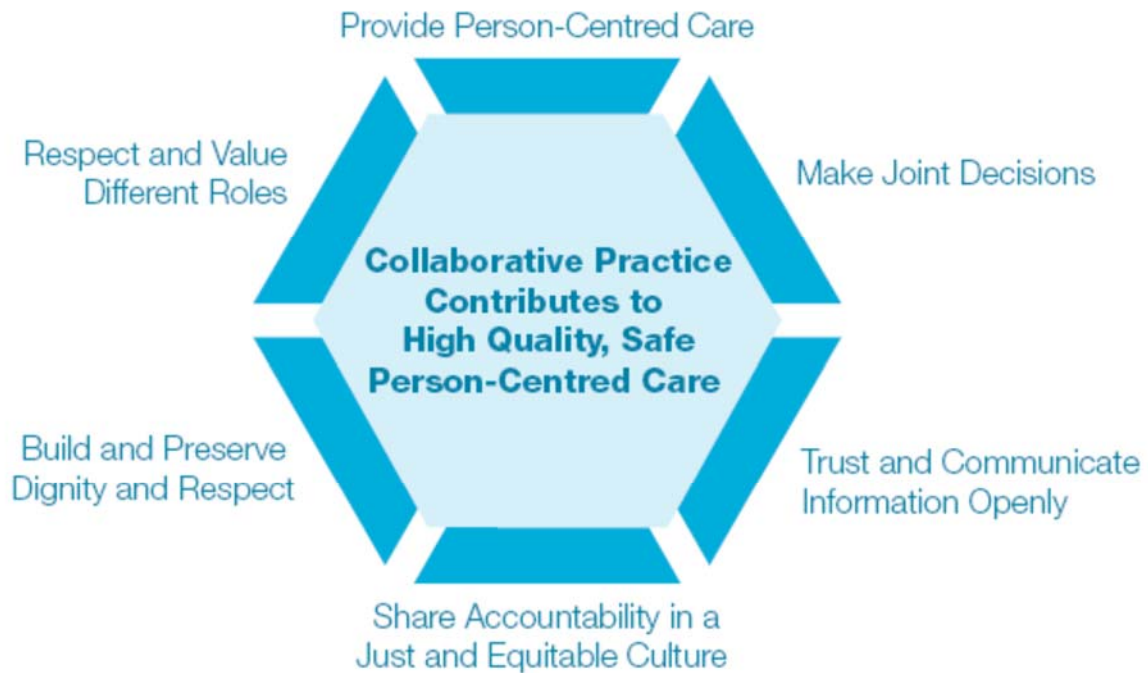 Provide Person-Centred Care
Make Joint Decisions
Trust and Communicate
Information Openly
Share Accountability in a
Just and Equitable Culture
Build and Preserve
Dignity and Respect
Respect and Value
Different Roles
Collaborative Practice
Contributes to
High Quality, Safe
Person-Centred Care